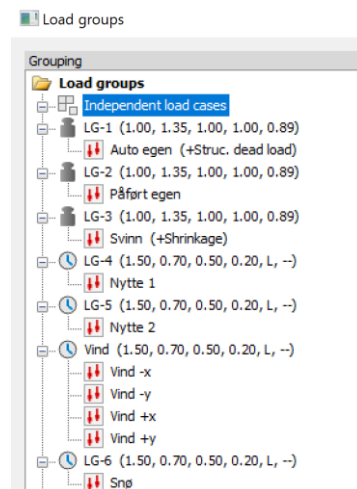 Load groups
Grouping
Load groups
Independent load cases
LG-1 (1.00, 1.35, 1.00, 1.00, 0.89)
Auto egen (+Struc. dead load)
LG-2 (1.00, 1.35, 1.00, 1.00, 0.89)
Påført egen
LG-3 (1.00, 1.35, 1.00, 1.00, 0.89)
Svinn (+Shrinkage)
LG-4 (1.50, 0.70, 0.50, 0.20, L, --)
Nytte 1
LG-5 (1.50, 0.70, 0.50, 0.20, L, --)
Nytte 2
Vind (1.50, 0.70, 0.50, 0.20, L, --)
Vind -x
Vind -y
Vind +x
Vind +y
LG-6 (1.50, 0.70, 0.50, 0.20, L, --)
Snø